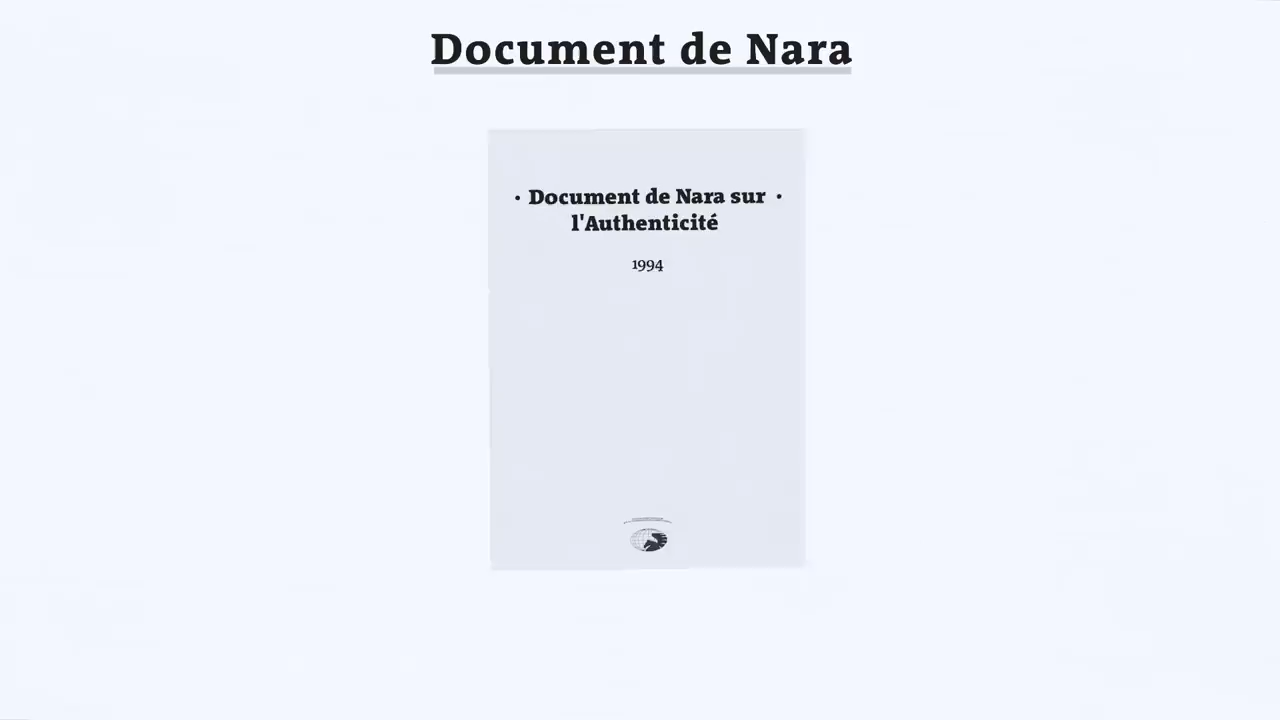 Document de Nara
• Document de Nara sur •
l'Authenticité
1994